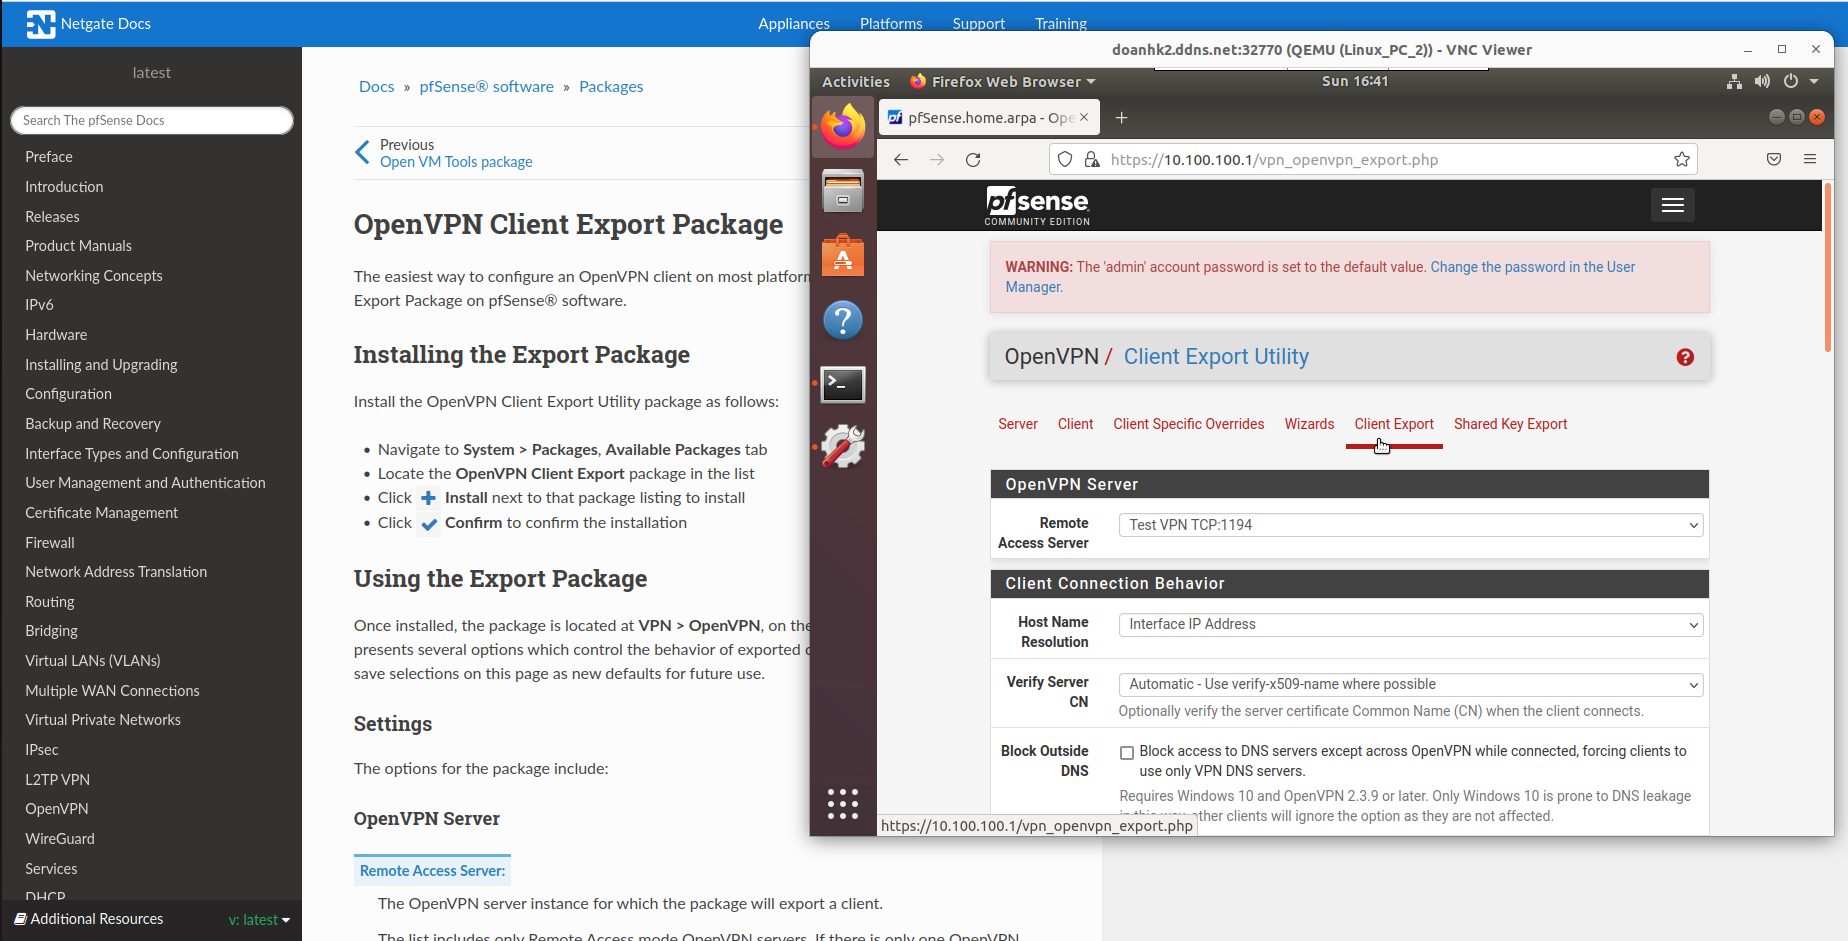 Netgate Docs
Appliances
Platforms
Support
Training
latest
Search The pfSense Docs
Preface
Introduction
Releases
Product Manuals
Networking Concepts
IPv6
Hardware
Installing and Upgrading
Configuration
Backup and Recovery
Interface Types and Configuration
User Management and Authentication
Certificate Management
Firewall
Network Address Translation
Routing
Bridging
Virtual LANs (VLANs)
Multiple WAN Connections
Virtual Private Networks
IPsec
L2TP VPN
OpenVPN
WireGuard
Services
DHCP
Additional Resources
v: latest
Docs » pfSense® software » Packages
Previous
Open VM Tools package
OpenVPN Client Export Package
The easiest way to configure an OpenVPN client on most platform
Export Package on pfSense® software.
Installing the Export Package
Install the OpenVPN Client Export Utility package as follows:
• Navigate to System > Packages, Available Packages tab
• Locate the OpenVPN Client Export package in the list
• Click Install next to that package listing to install
• Click Confirm to confirm the installation
Using the Export Package
Once installed, the package is located at VPN > OpenVPN, on the
presents several options which control the behavior of exported
save selections on this page as new defaults for future use.
Settings
The options for the package include:
OpenVPN Server
Remote Access Server:
The OpenVPN server instance for which the package will export a client.
The list includes only Remote Access mode OpenVPN servers. If there is only one OpenVPN
doanhk2.ddns.net:32770 (QEMU (Linux_PC_2)) - VNC Viewer
Activities
Firefox Web Browser
Sun 16:41
pfSense.home.arpa - Ope
https://10.100.100.1/vpn_openvpn_export.php
pfsense
COMMUNITY EDITION
WARNING: The 'admin' account password is set to the default value. Change the password in the User
Manager.
OpenVPN / Client Export Utility
Server
Client
Client Specific Overrides
Wizards
Client Export
Shared Key Export
OpenVPN Server
Remote
Access Server
Test VPN TCP:1194
Client Connection Behavior
Host Name
Resolution
Interface IP Address
Verify Server
CN
Automatic - Use verify-x509-name where possible
Optionally verify the server certificate Common Name (CN) when the client connects.
Block Outside
DNS
Block access to DNS servers except across OpenVPN while connected, forcing clients to
use only VPN DNS servers.
Requires Windows 10 and OpenVPN 2.3.9 or later. Only Windows 10 is prone to DNS leakage
other clients will ignore the option as they are not affected.
https://10.100.100.1/vpn_openvpn_export.php